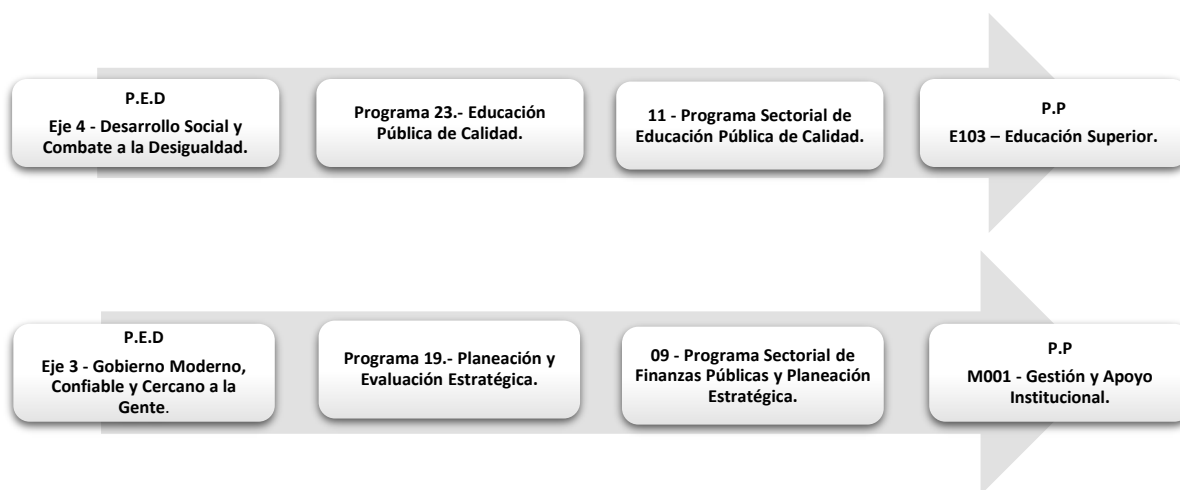 P.E.D
Eje 4 - Desarrollo Social y
Combate a la Desigualdad.
Programa 23.- Educación
Pública de Calidad.
11 - Programa Sectorial de
Educación Pública de Calidad.
P.P
E103 – Educación Superior.
P.E.D
Eje 3 - Gobierno Moderno,
Confiable y Cercano a la
Gente.
Programa 19.- Planeación y
Evaluación Estratégica.
09 - Programa Sectorial de
Finanzas Públicas y Planeación
Estratégica.
P.P
M001 - Gestión y Apoyo
Institucional.